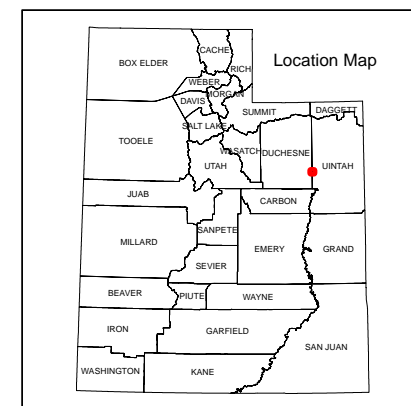 Location Map
BOX ELDER
CACHE
RICH
WEBER
MORGAN
DAVIS
SUMMIT
DAGGETT
SALT LAKE
TOOELE
WASATCH
DUCHESNE
UINTAH
UTAH
JUAB
CARBON
SANPETE
MILLARD
EMERY
GRAND
SEVIER
BEAVER
PIUTE
WAYNE
IRON
GARFIELD
SAN JUAN
WASHINGTON
KANE